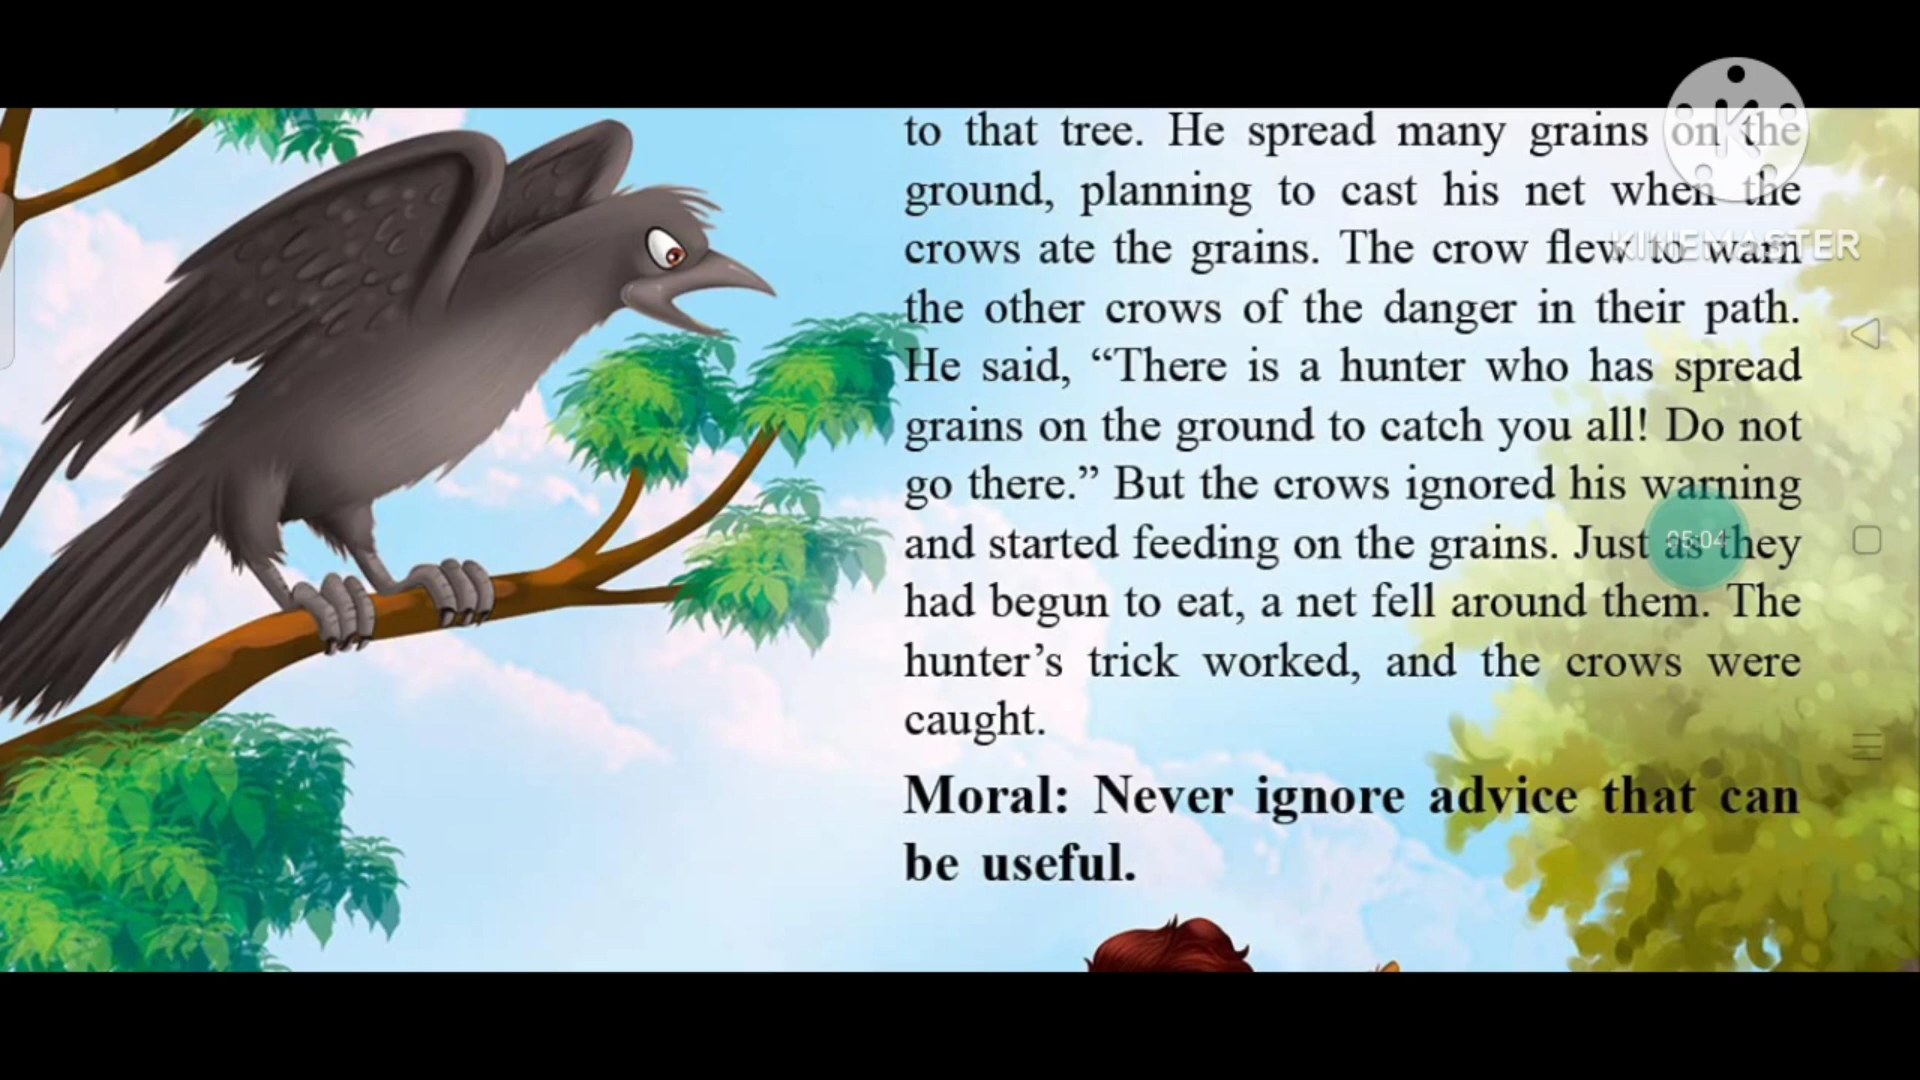 to that tree. He spread many grains on the
ground, planning to cast his net when the
crows ate the grains. The crow flew to warn
the other crows of the danger in their path.
He said, “There is a hunter who has spread
grains on the ground to catch you all! Do not
go there.” But the crows ignored his warning
and started feeding on the grains. Just as they
had begun to eat, a net fell around them. The
hunter’s trick worked, and the crows were
caught.
Moral: Never ignore advice that can
be useful.
K
KINEMASTER
05:04